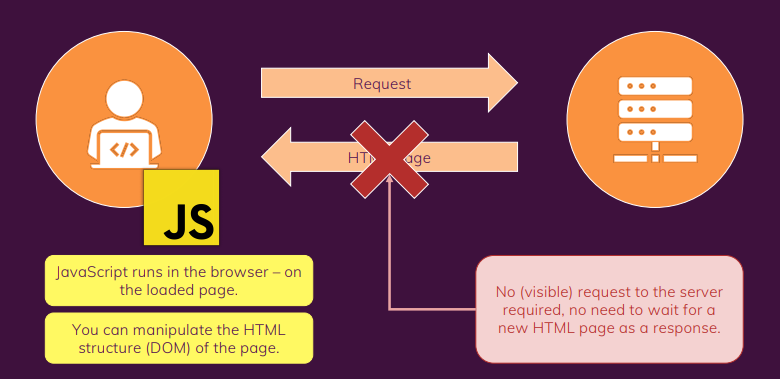 Request
</>
JS
JavaScript runs in the browser – on
the loaded page.
You can manipulate the HTML
structure (DOM) of the page.
No (visible) request to the server
required, no need to wait for a
new HTML page as a response.